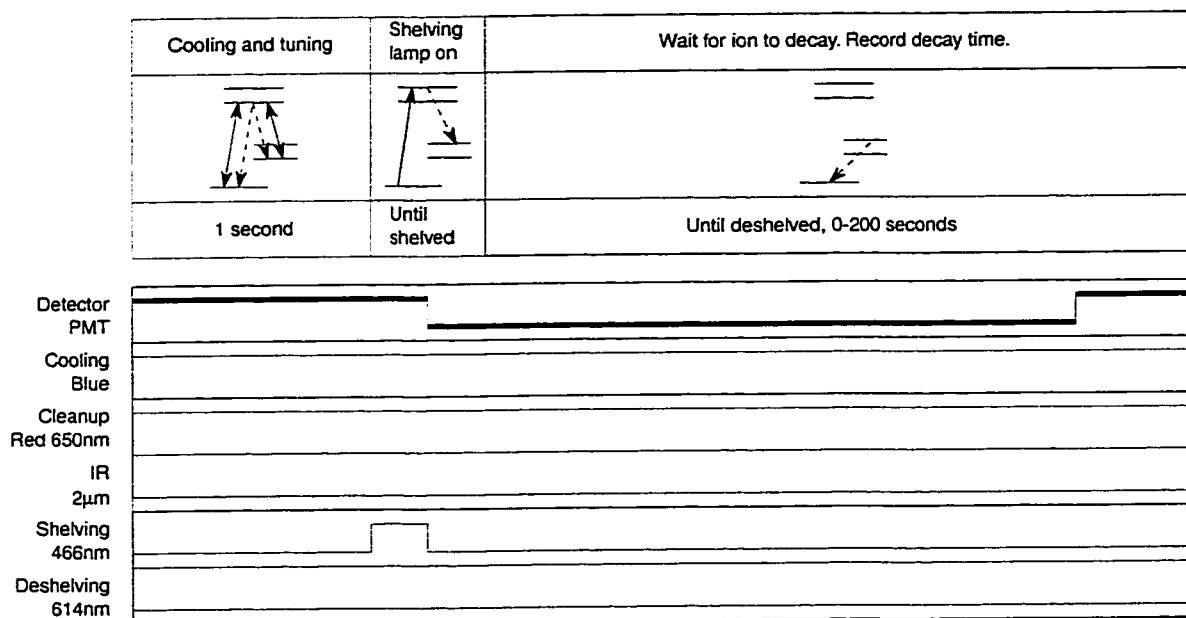 Cooling and tuning
Shelving
lamp on
Wait for ion to decay. Record decay time.
1 second
Until
shelved
Until deshelved, 0-200 seconds
Detector
PMT
Cooling
Blue
Cleanup
Red 650nm
IR
2μm
Shelving
466nm
Deshelving
614nm